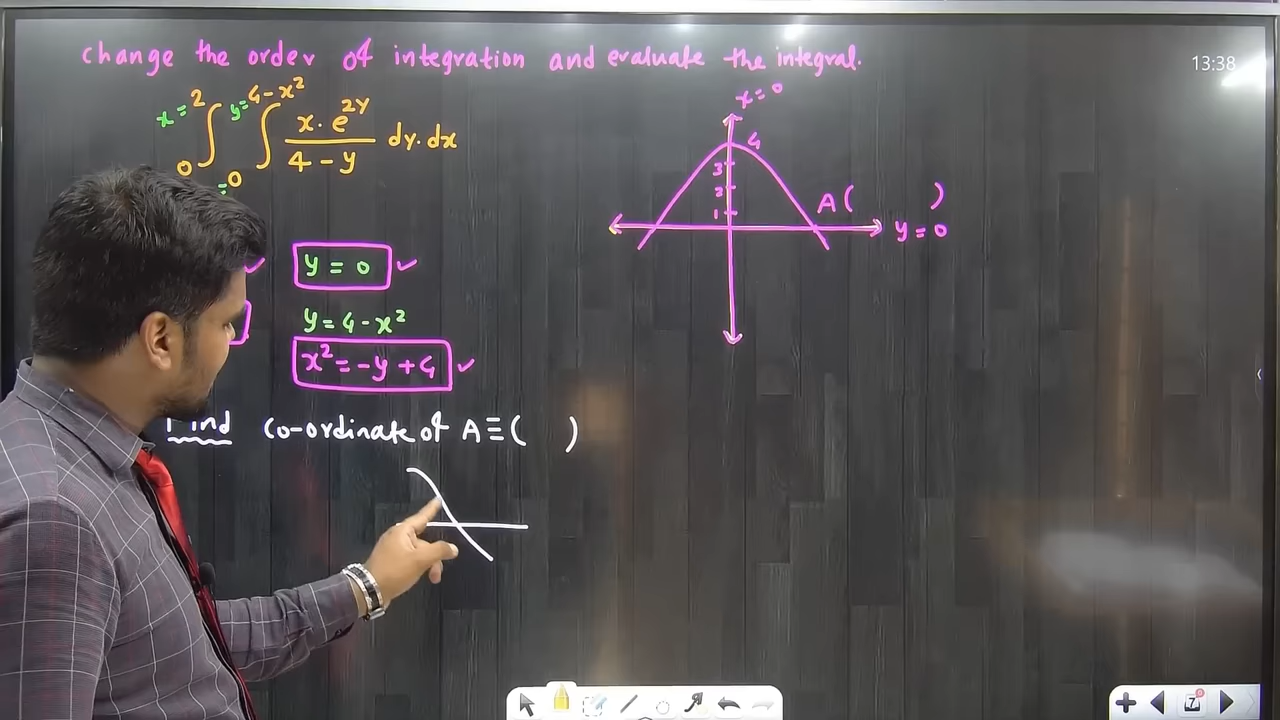 change the order of integration and evaluate the integral.
13:38
x = 2 y = 4-x²
∫ ∫ x·e^2y / 4-y dy·dx
0 = 0
x=0
4
3
2
1
A( )
y=0
y = 0 ✓
y = 4-x²
x² = -y+4 ✓
Find co-ordinate of A≡( )
7